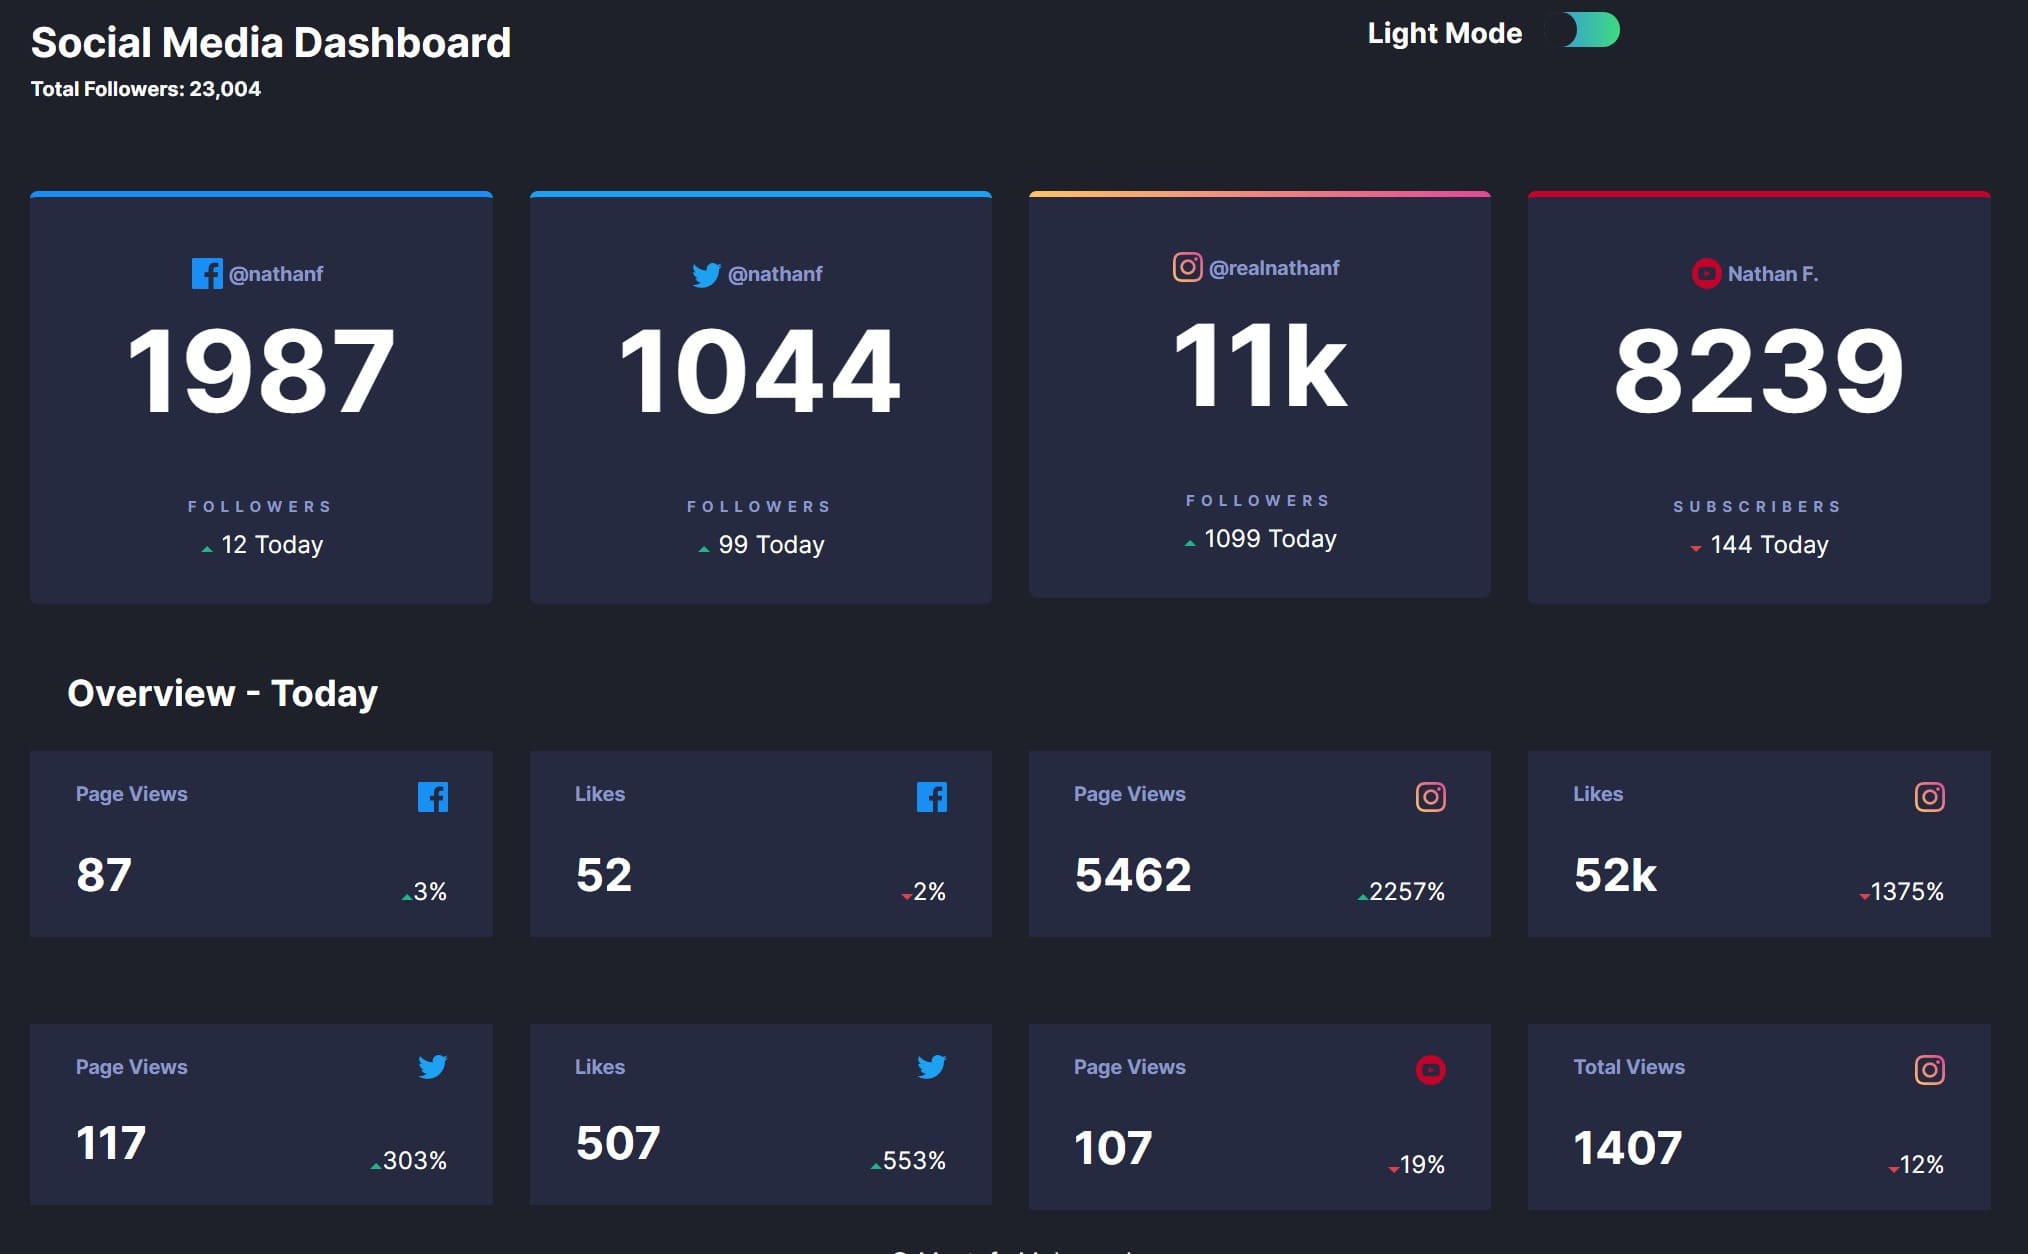 Social Media Dashboard
Light Mode
Total Followers: 23,004
@nathanf
1987
FOLLOWERS
12 Today
@nathanf
1044
FOLLOWERS
99 Today
@realnathanf
11k
FOLLOWERS
1099 Today
Nathan F.
8239
SUBSCRIBERS
144 Today
Overview - Today
Page Views
87
3%
Likes
52
2%
Page Views
5462
2257%
Likes
52k
1375%
Page Views
117
303%
Likes
507
553%
Page Views
107
19%
Total Views
1407
12%